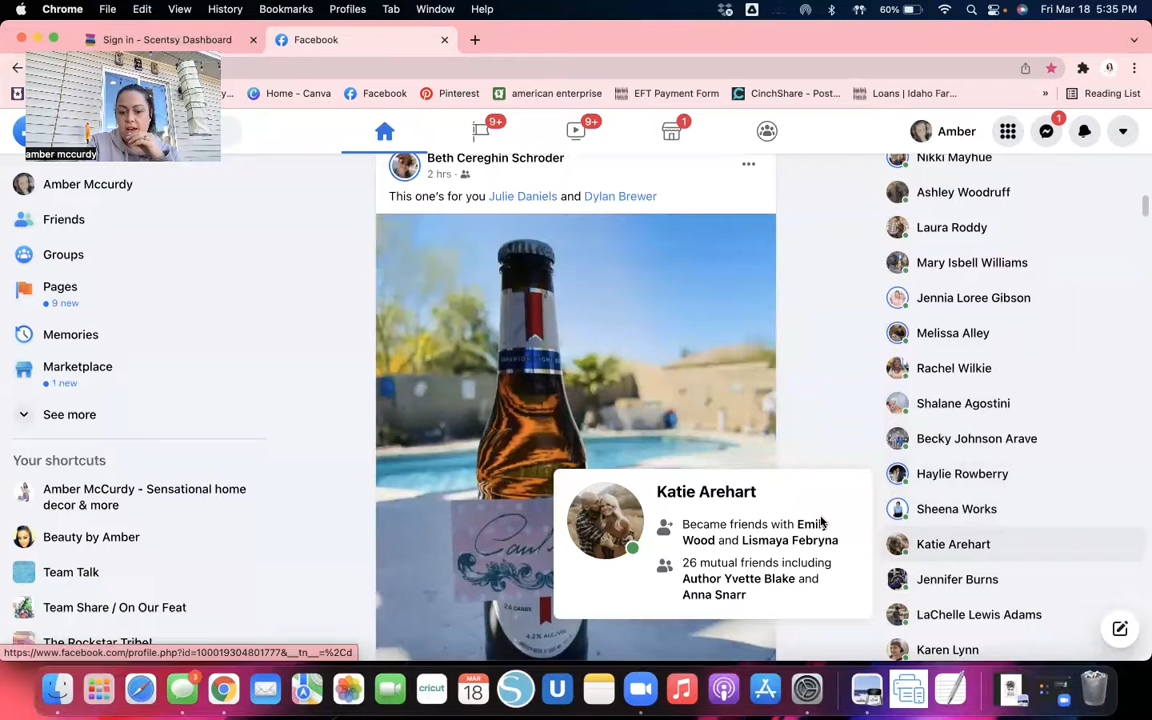 Chrome File Edit View History Bookmarks Profiles Tab Window Help 60% Fri Mar 18 5:35 PM
Sign in - Scentsy Dashboard Facebook
Home - Canva Facebook Pinterest american enterprise EFT Payment Form CinchShare - Post... Loans | Idaho Far... » Reading List
amber mccurdy
9+ 9+ 1 Amber 1
Amber Mccurdy
Friends
Groups
Pages
9 new
Memories
Marketplace
1 new
See more
Your shortcuts
Amber McCurdy - Sensational home
decor & more
Beauty by Amber
Team Talk
Team Share / On Our Feat
The Rockstar Tribe!
https://www.facebook.com/profile.php?id=100019304801777&__tn__=%2Cd
Beth Cereghin Schroder
2 hrs ·
This one's for you Julie Daniels and Dylan Brewer
Katie Arehart
Became friends with Emily
Wood and Lismaya Febryna
26 mutual friends including
Author Yvette Blake and
Anna Snarr
4.2% ALC./VOL.
Nikki Mayhue
Ashley Woodruff
Laura Roddy
Mary Isbell Williams
Jennia Loree Gibson
Melissa Alley
Rachel Wilkie
Shalane Agostini
Becky Johnson Arave
Haylie Rowberry
Sheena Works
Katie Arehart
Jennifer Burns
LaChelle Lewis Adams
Karen Lynn
3
cricut
MAR
18